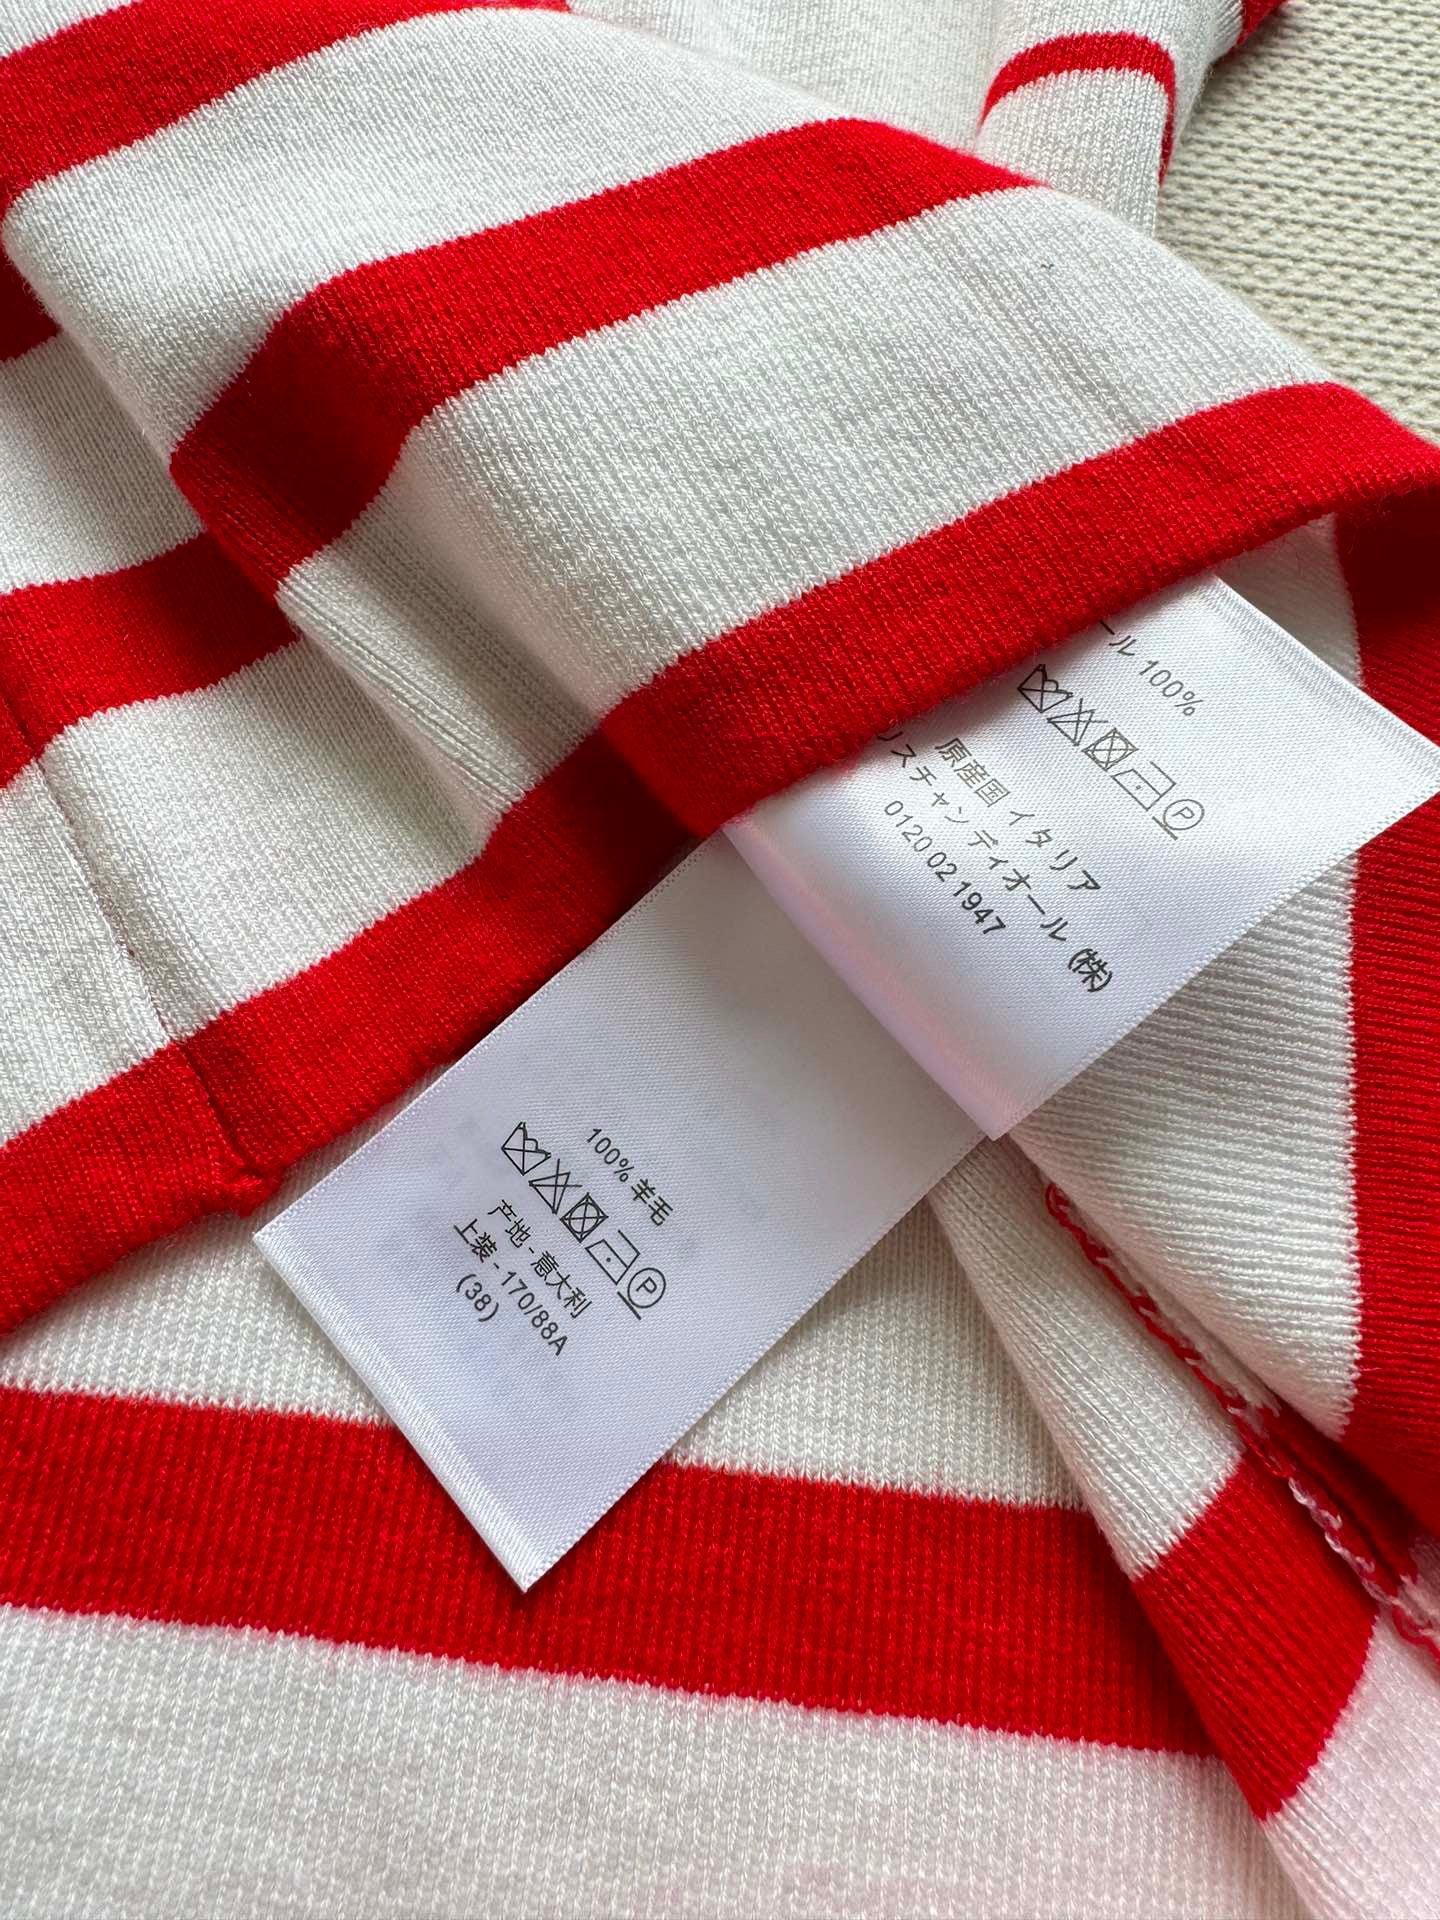 ール 100%
P
原産国 イタリア
リスチャン ディオール (株)
0120 02 1947
100% 羊毛
P
产地 - 意大利
上装 - 170/88A
(38)